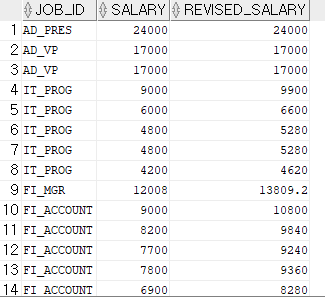 JOB_ID SALARY REVISED_SALARY
1 AD_PRES 24000 24000
2 AD_VP 17000 17000
3 AD_VP 17000 17000
4 IT_PROG 9000 9900
5 IT_PROG 6000 6600
6 IT_PROG 4800 5280
7 IT_PROG 4800 5280
8 IT_PROG 4200 4620
9 FI_MGR 12008 13809.2
10 FI_ACCOUNT 9000 10800
11 FI_ACCOUNT 8200 9840
12 FI_ACCOUNT 7700 9240
13 FI_ACCOUNT 7800 9360
14 FI_ACCOUNT 6900 8280